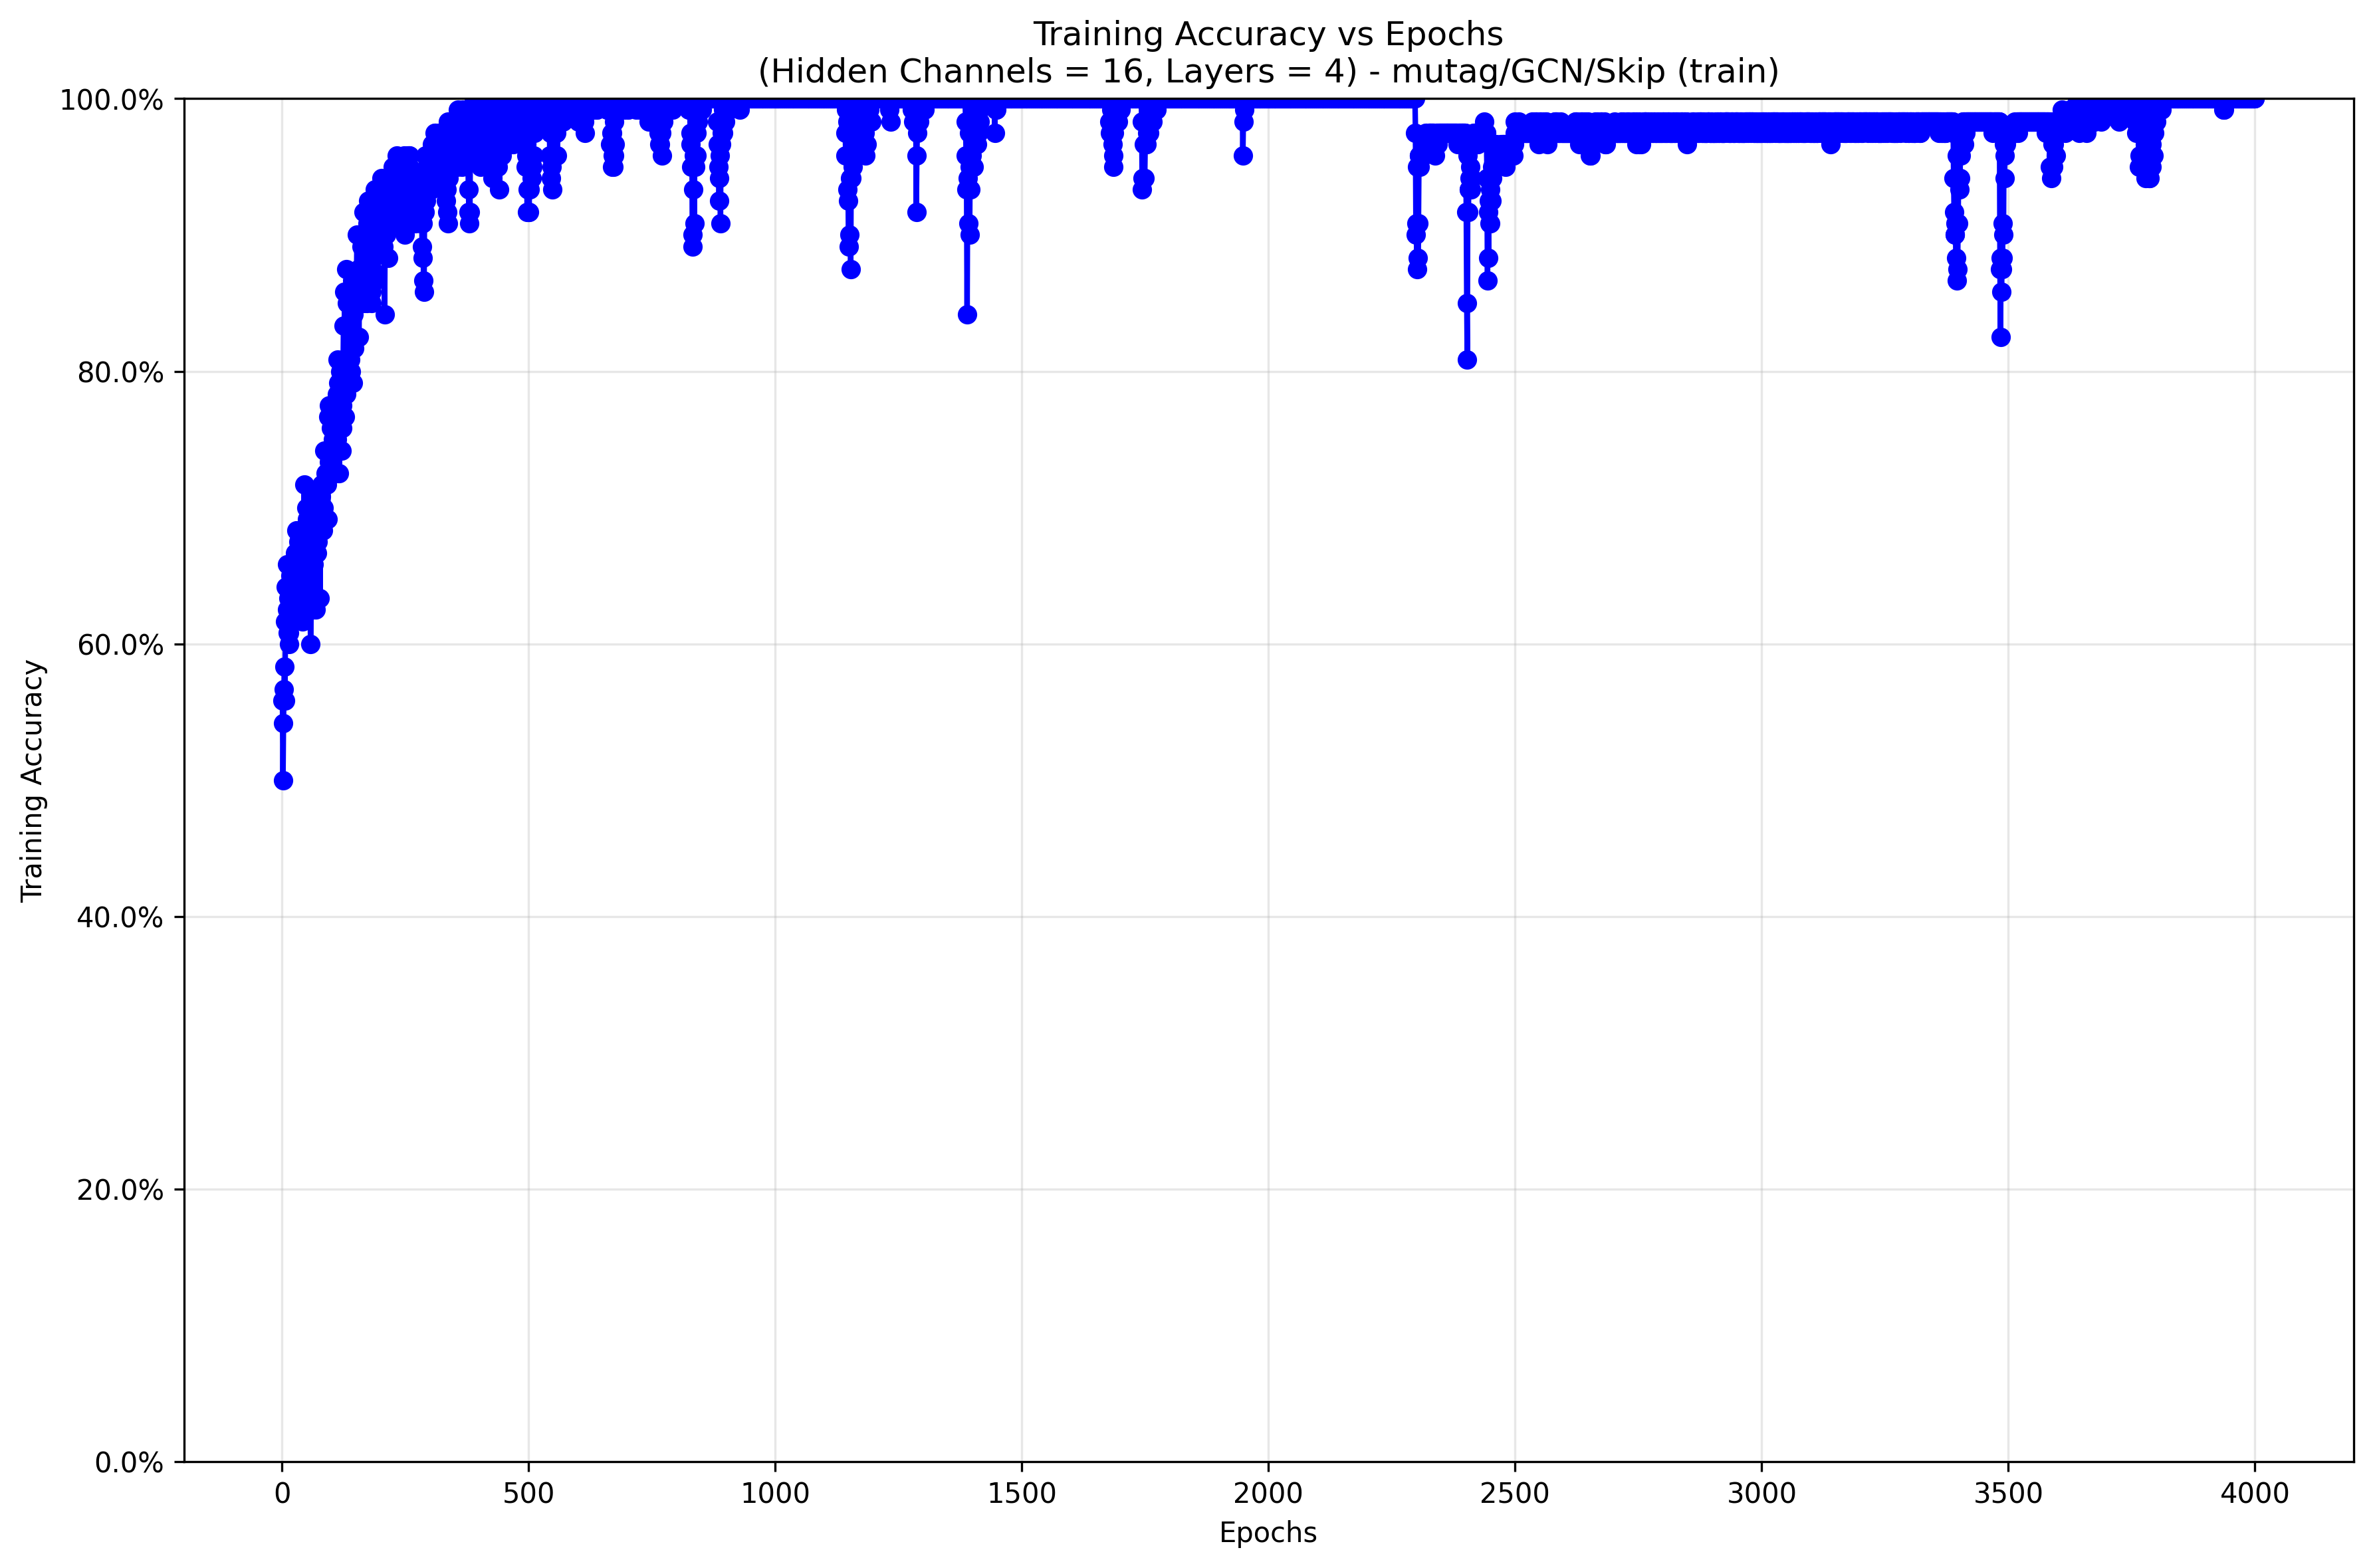 Training Accuracy vs Epochs
(Hidden Channels = 16, Layers = 4) - mutag/GCN/Skip (train)
100.0%
80.0%
60.0%
40.0%
20.0%
0.0%
Training Accuracy
0 500 1000 1500 2000 2500 3000 3500 4000
Epochs